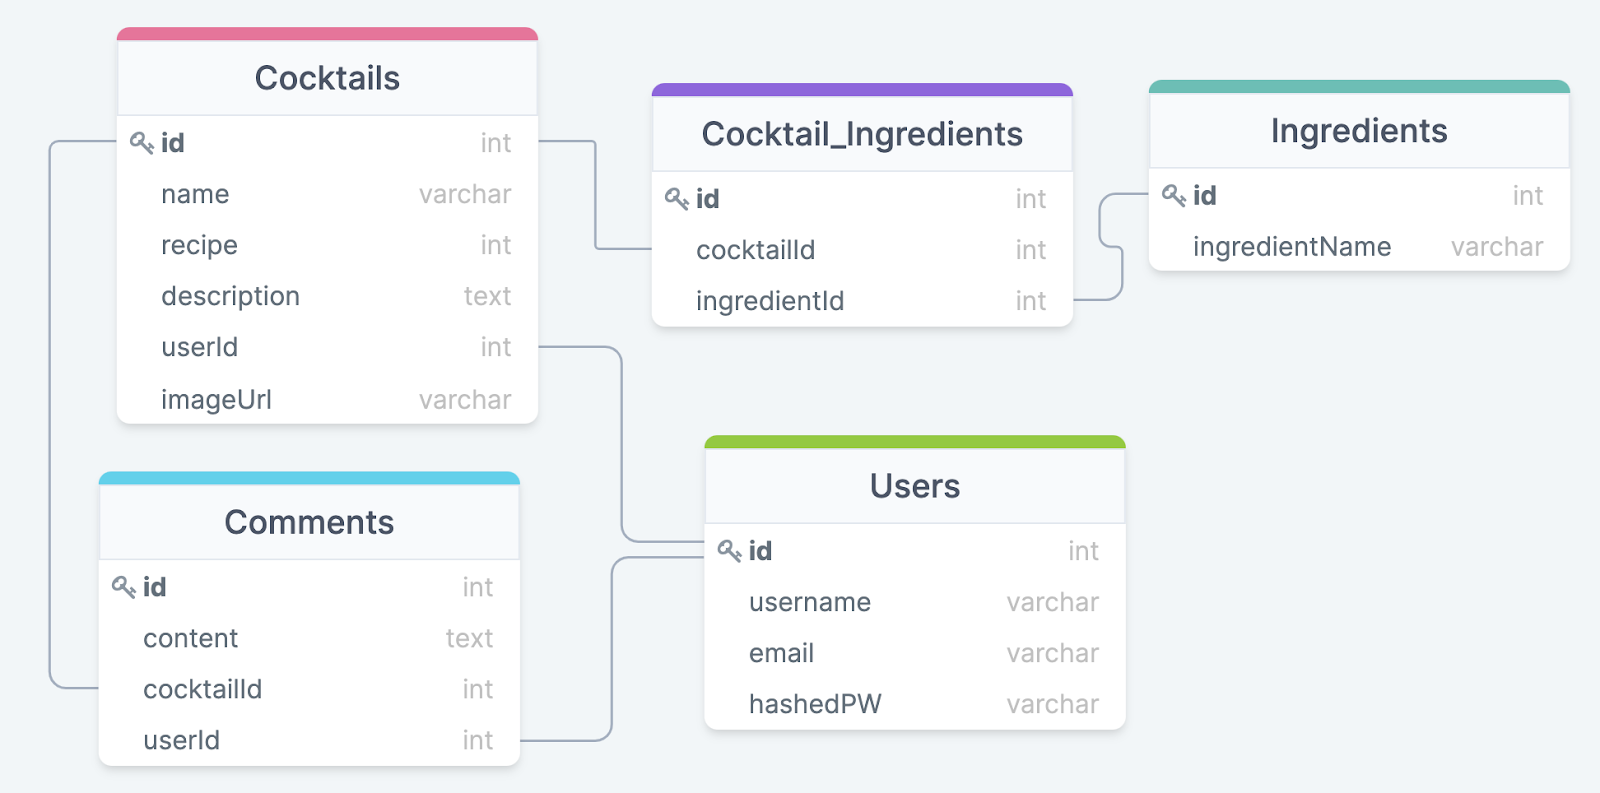 Cocktails
id int
name varchar
recipe int
description text
userId int
imageUrl varchar
Cocktail_Ingredients
id int
cocktailId int
ingredientId int
Ingredients
id int
ingredientName varchar
Comments
id int
content text
cocktailId int
userId int
Users
id int
username varchar
email varchar
hashedPW varchar